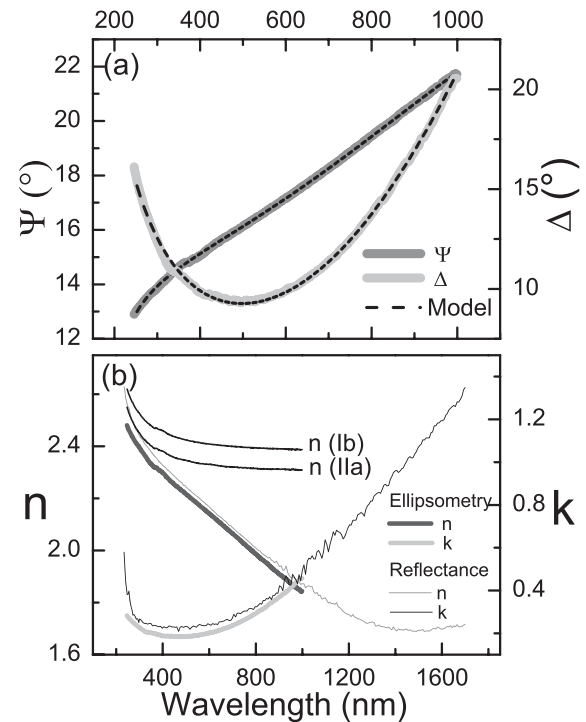 200 400 600 800 1000
(a)
22
20
18
16
14
12
Ψ (°)
20
15
10
Δ (°)
Ψ
Δ
Model
(b)
2.4
2.0
1.6
n
1.2
0.8
0.4
k
n (Ib)
n (IIa)
Ellipsometry
n
k
Reflectance
n
k
400 800 1200 1600
Wavelength (nm)